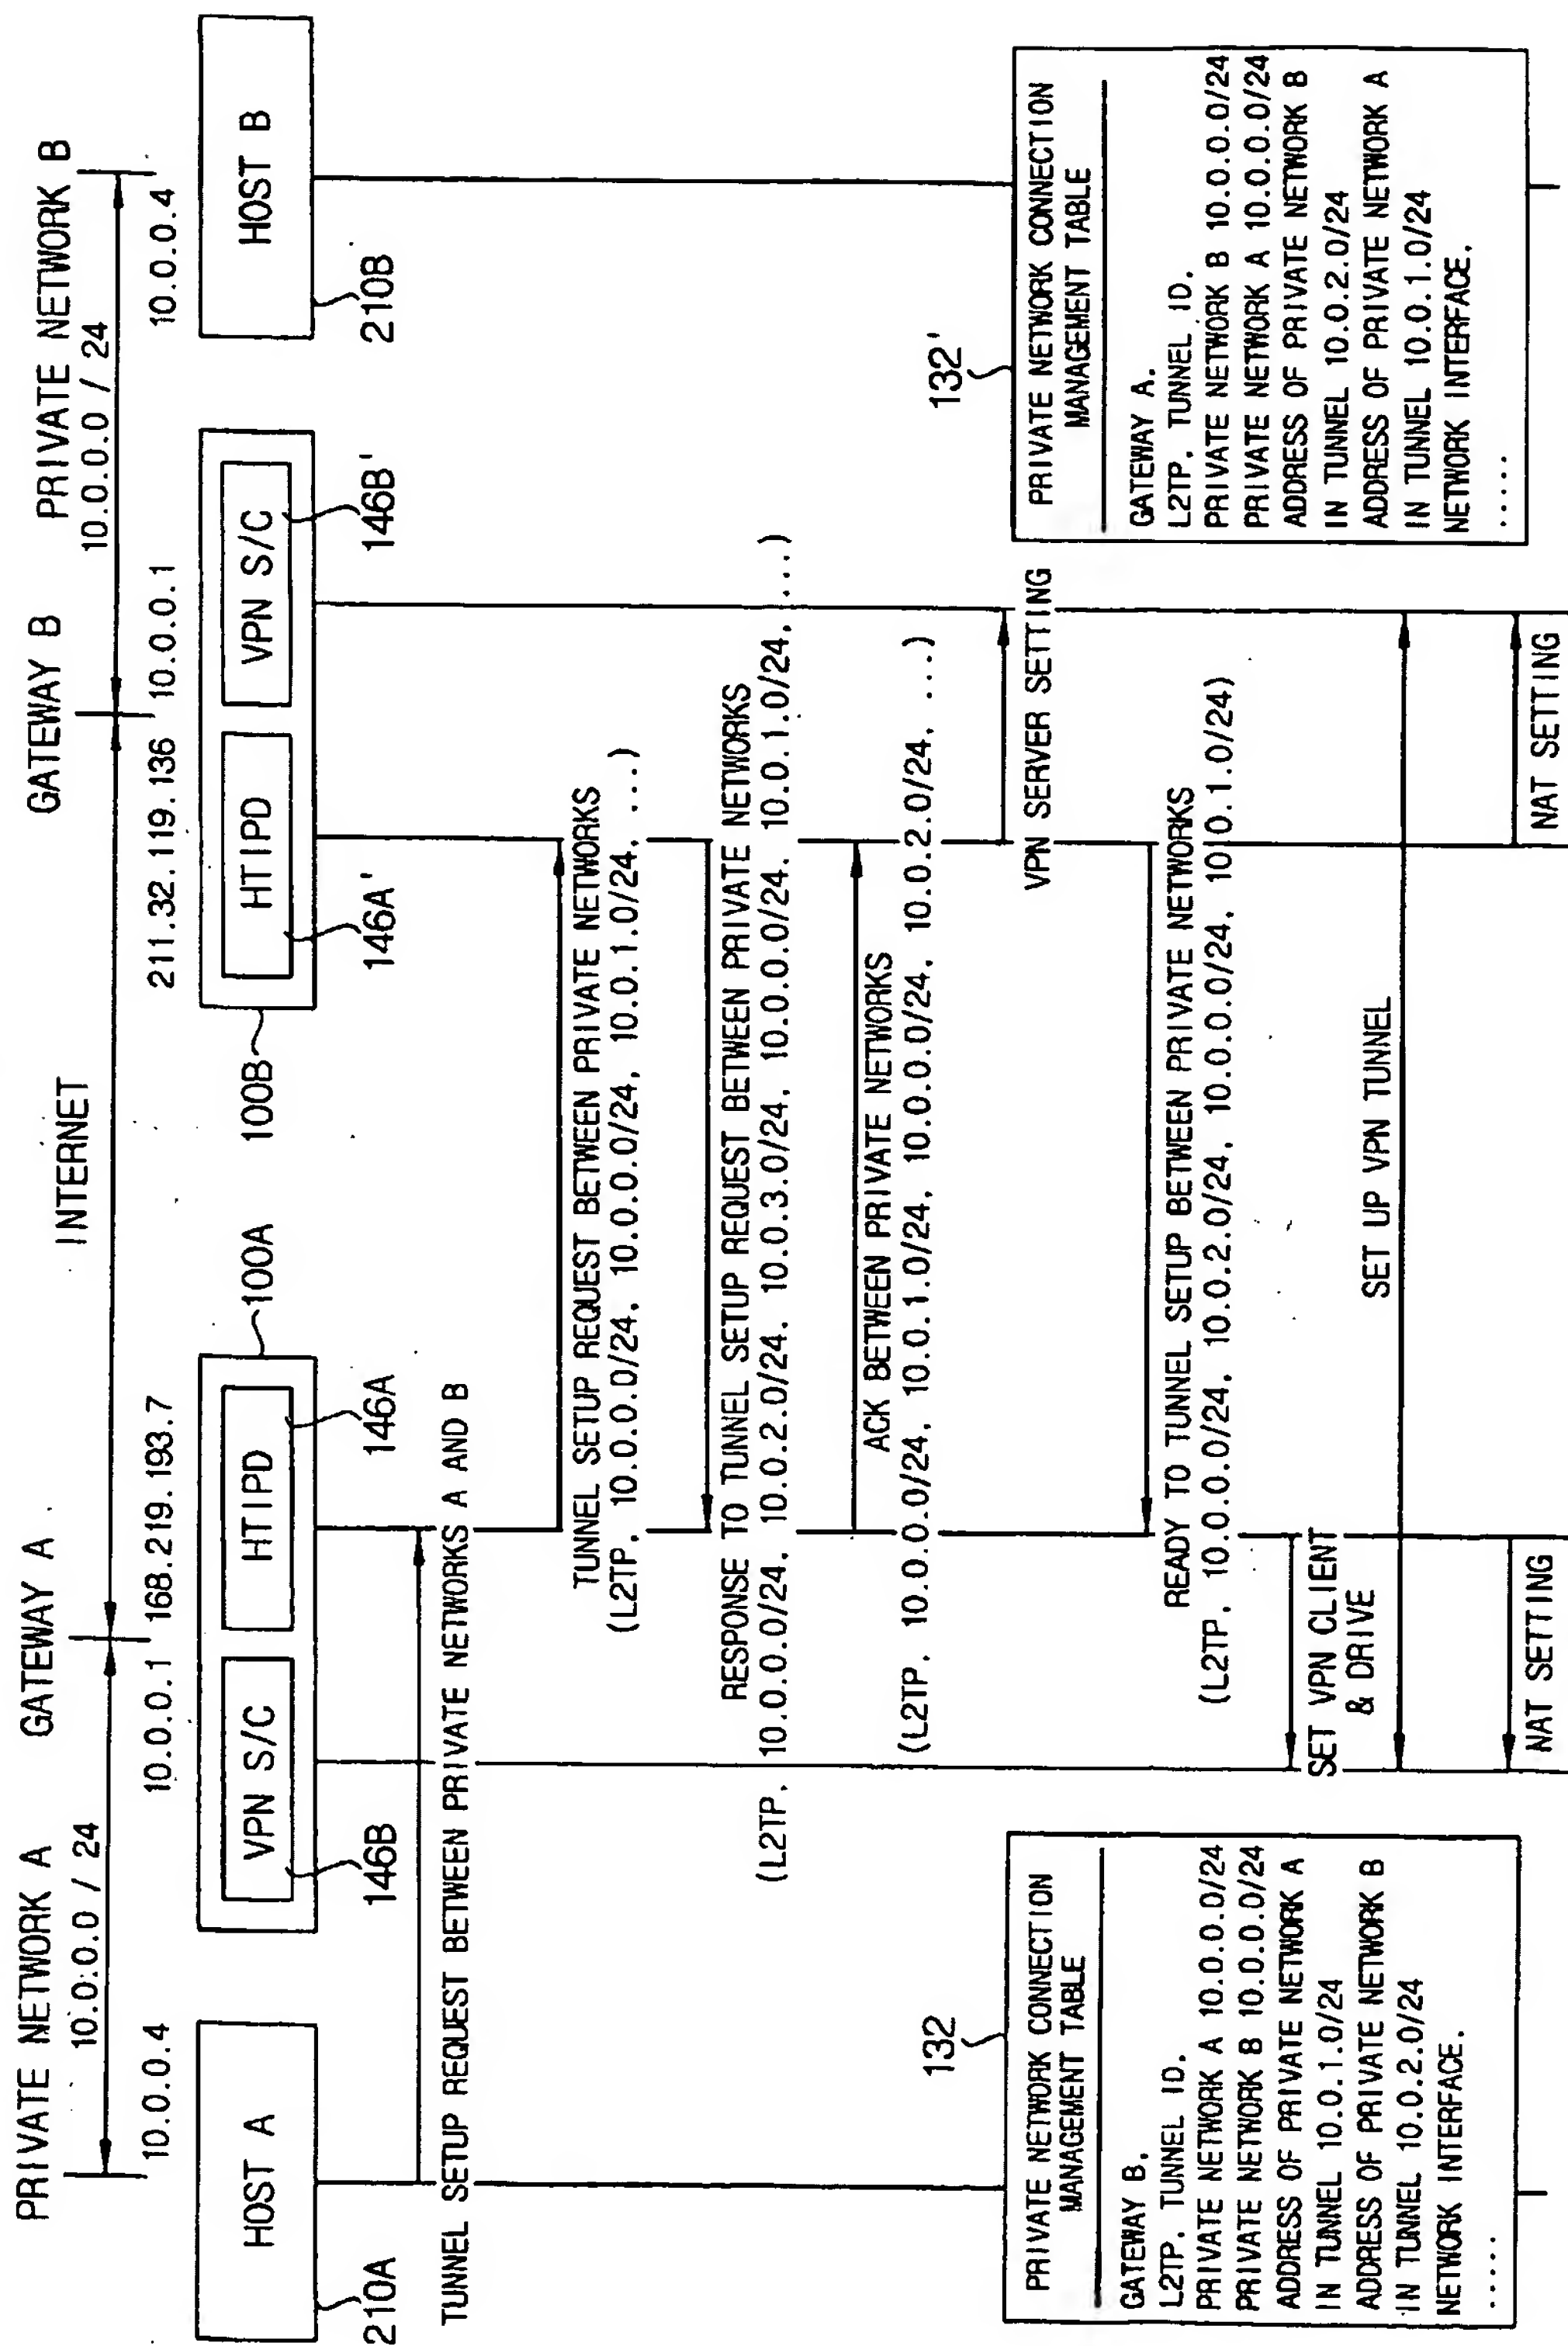 PRIVATE NETWORK A
GATEWAY A
INTERNET
GATEWAY B
PRIVATE NETWORK B
10.0.0.0 / 24
10.0.0.0 / 24
10.0.0.4
10.0.0.1
168.219.193.7
211.32.119.136
10.0.0.1
10.0.0.4
HOST A
VPN S/C
HTIPD
HTIPD
VPN S/C
HOST B
210A
146B
146A
100A
100B
146A'
146B'
210B
TUNNEL SETUP REQUEST BETWEEN PRIVATE NETWORKS A AND B
TUNNEL SETUP REQUEST BETWEEN PRIVATE NETWORKS
(L2TP, 10.0.0.0/24, 10.0.0.0/24, 10.0.1.0/24, ...)
RESPONSE TO TUNNEL SETUP REQUEST BETWEEN PRIVATE NETWORKS
(L2TP, 10.0.0.0/24, 10.0.2.0/24, 10.0.3.0/24, 10.0.0.0/24, 10.0.1.0/24, ...)
ACK BETWEEN PRIVATE NETWORKS
(L2TP, 10.0.0.0/24, 10.0.1.0/24, 10.0.0.0/24, 10.0.2.0/24, ...)
VPN SERVER SETTING
READY TO TUNNEL SETUP BETWEEN PRIVATE NETWORKS
(L2TP, 10.0.0.0/24, 10.0.2.0/24, 10.0.0.0/24, 10.0.1.0/24)
SET VPN CLIENT
& DRIVE
SET UP VPN TUNNEL
NAT SETTING
NAT SETTING
132
PRIVATE NETWORK CONNECTION
MANAGEMENT TABLE
GATEWAY B,
L2TP, TUNNEL ID,
PRIVATE NETWORK A 10.0.0.0/24
PRIVATE NETWORK B 10.0.0.0/24
ADDRESS OF PRIVATE NETWORK A
IN TUNNEL 10.0.1.0/24
ADDRESS OF PRIVATE NETWORK B
IN TUNNEL 10.0.2.0/24
NETWORK INTERFACE,
.....
132'
PRIVATE NETWORK CONNECTION
MANAGEMENT TABLE
GATEWAY A,
L2TP, TUNNEL ID,
PRIVATE NETWORK B 10.0.0.0/24
PRIVATE NETWORK A 10.0.0.0/24
ADDRESS OF PRIVATE NETWORK B
IN TUNNEL 10.0.2.0/24
ADDRESS OF PRIVATE NETWORK A
IN TUNNEL 10.0.1.0/24
NETWORK INTERFACE,
.....